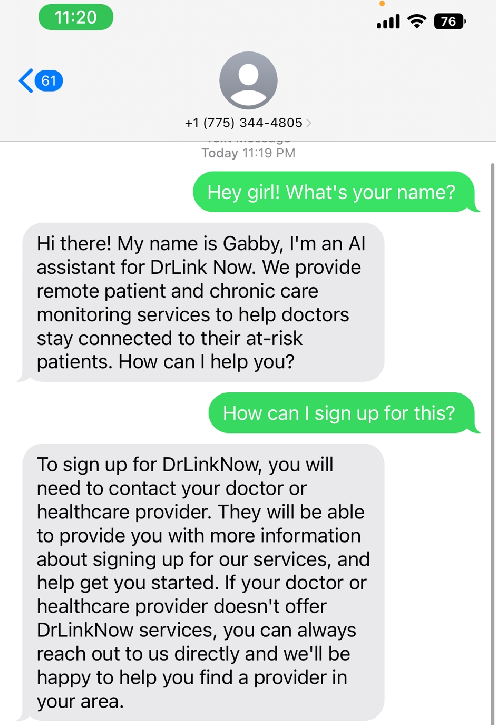 11:20
76
61
+1 (775) 344-4805
Today 11:19 PM
Hey girl! What's your name?
Hi there! My name is Gabby, I'm an AI
assistant for DrLink Now. We provide
remote patient and chronic care
monitoring services to help doctors
stay connected to their at-risk
patients. How can I help you?
How can I sign up for this?
To sign up for DrLinkNow, you will
need to contact your doctor or
healthcare provider. They will be able
to provide you with more information
about signing up for our services, and
help get you started. If your doctor or
healthcare provider doesn't offer
DrLinkNow services, you can always
reach out to us directly and we'll be
happy to help you find a provider in
your area.